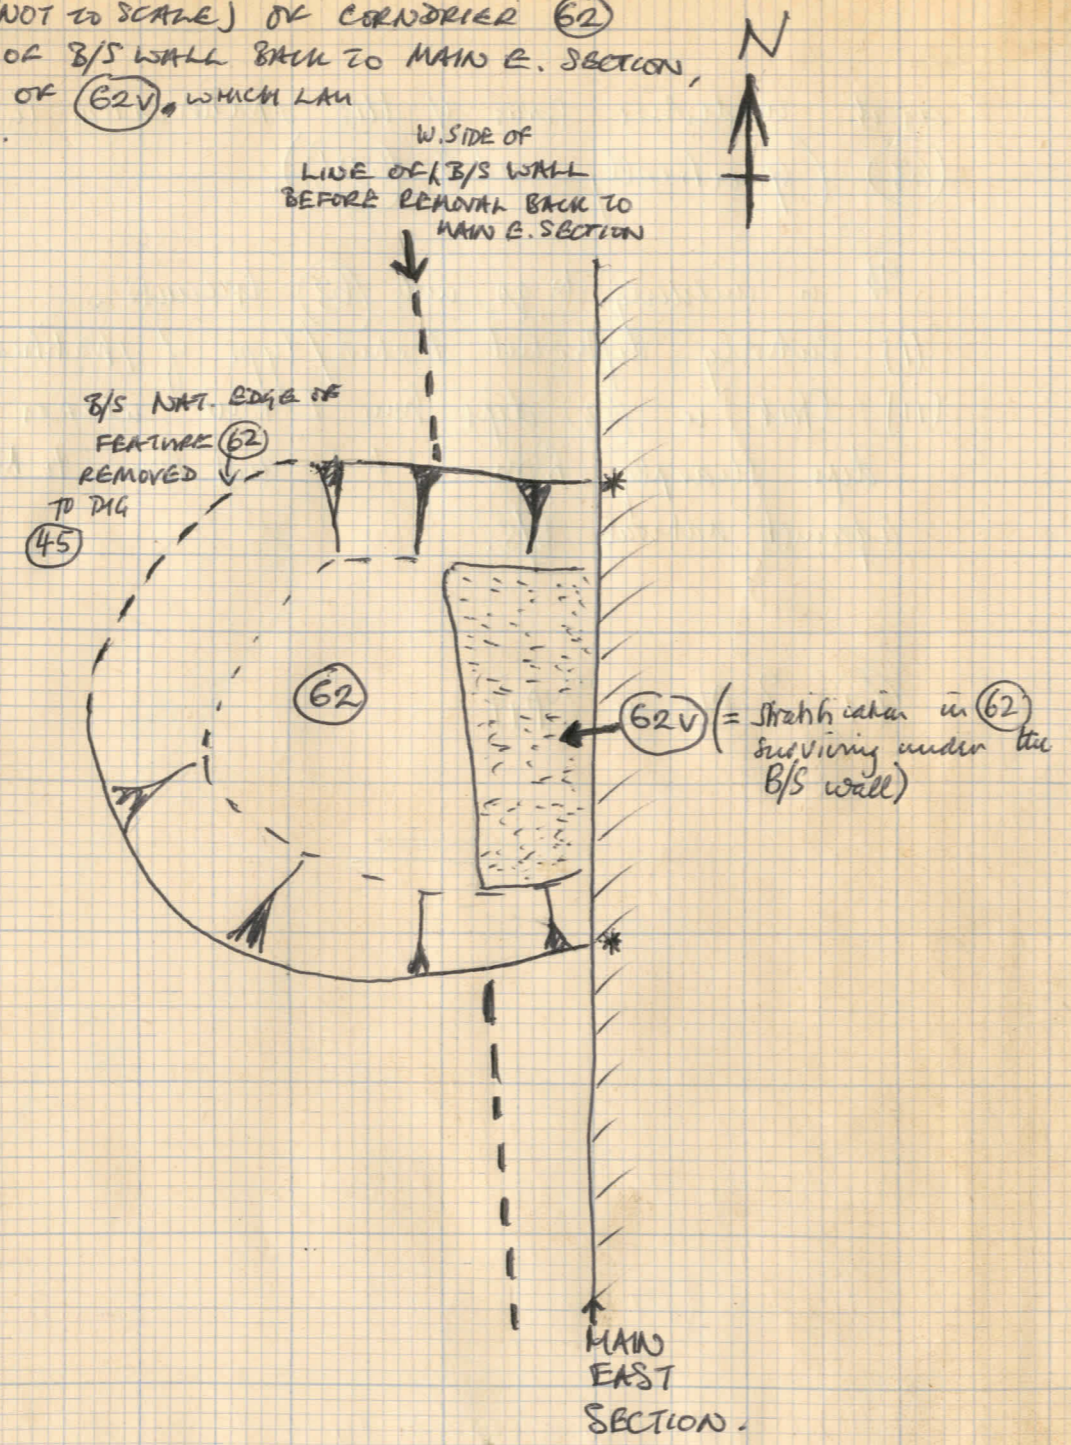 NOT TO SCALE) OF CORNDRIER 62
OF B/S WALL BACK TO MAIN E. SECTION,
OF 62V, WHICH LAY
N
W. SIDE OF
LINE OF B/S WALL
BEFORE REMOVAL BACK TO
MAIN E. SECTION
B/S NAT. EDGE OF
FEATURE 62
REMOVED
TO DIG
45
62
62V (= stratification in 62
surviving under the
B/S wall)
MAIN
EAST
SECTION.